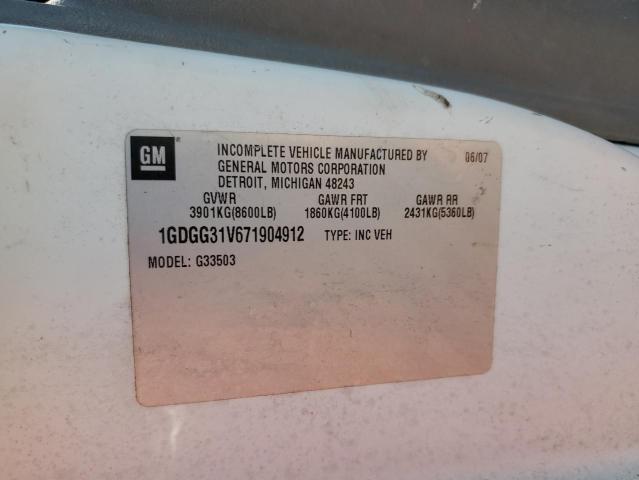 GM ® INCOMPLETE VEHICLE MANUFACTURED BY 06/07
GENERAL MOTORS CORPORATION
DETROIT, MICHIGAN 48243
GVWR GAWR FRT GAWR RR
3901KG(8600LB) 1860KG(4100LB) 2431KG(5360LB)
1GDGG31V671904912 TYPE: INC VEH
MODEL: G33503